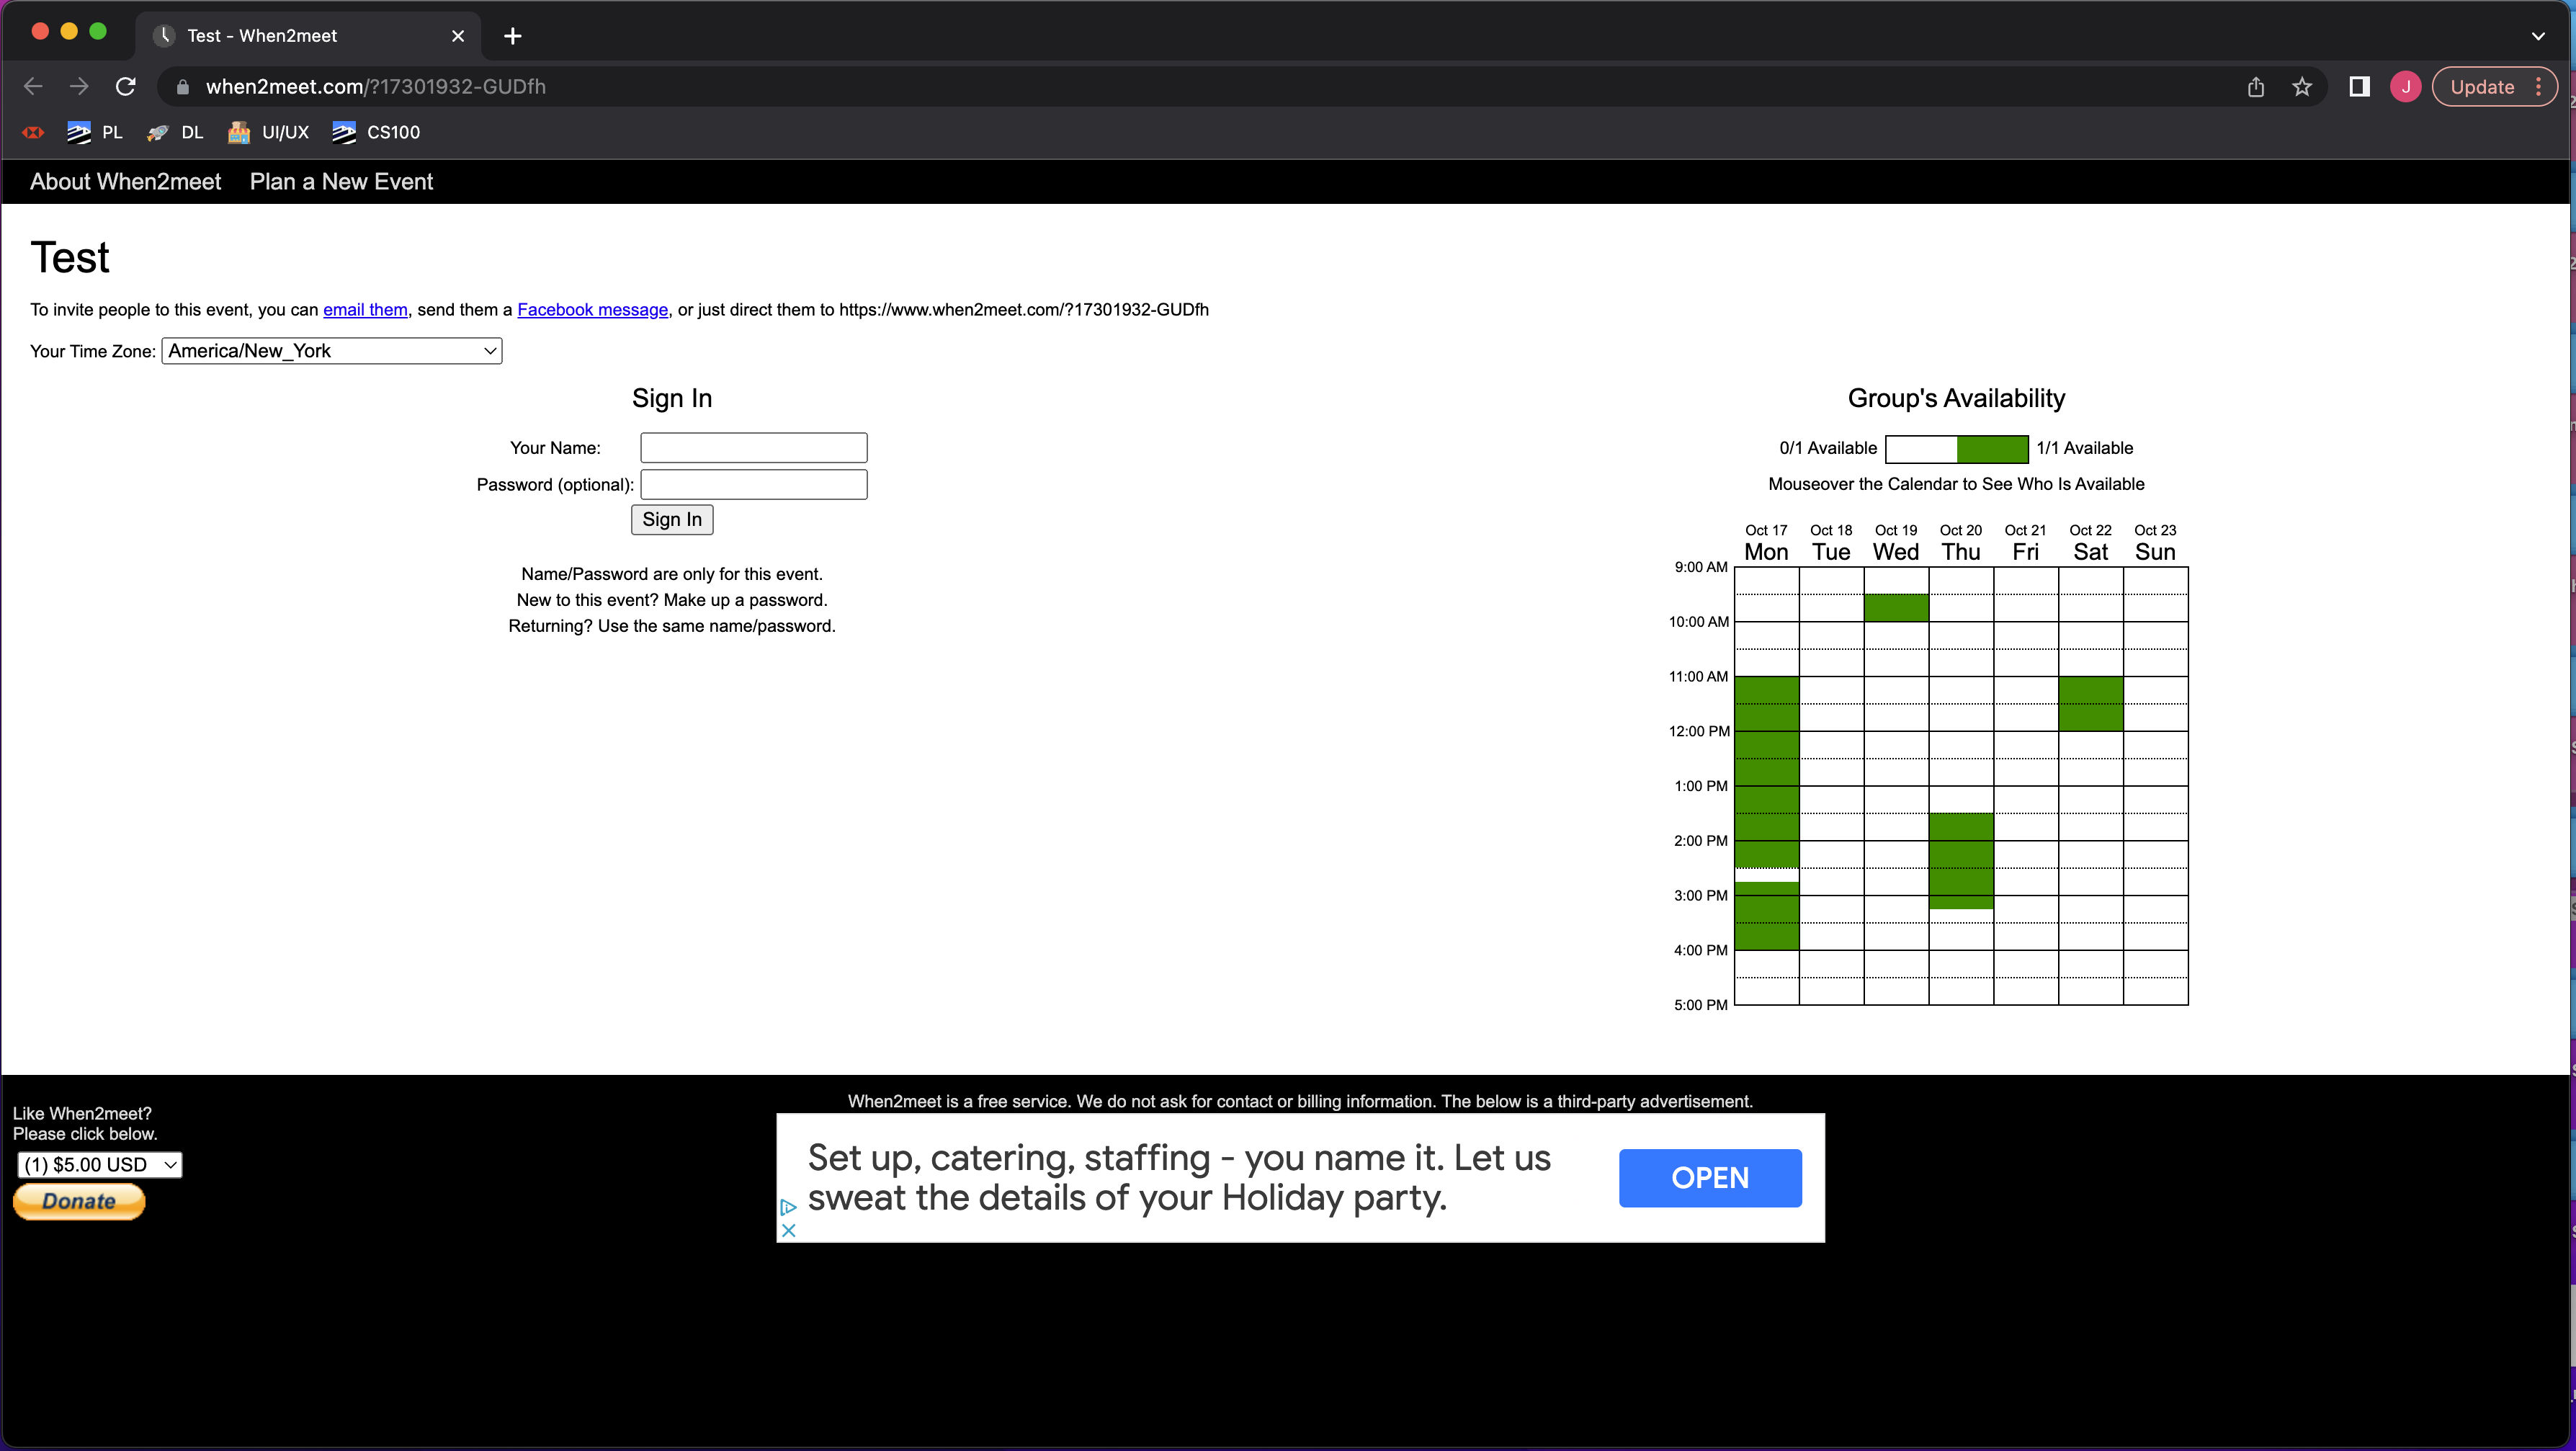 Test - When2meet
when2meet.com/?17301932-GUDfh
J
Update
PL
DL
UI/UX
CS100
About When2meet Plan a New Event
Test
To invite people to this event, you can email them, send them a Facebook message, or just direct them to https://www.when2meet.com/?17301932-GUDfh
Your Time Zone: America/New_York
Sign In
Your Name:
Password (optional):
Sign In
Name/Password are only for this event.
New to this event? Make up a password.
Returning? Use the same name/password.
Group's Availability
0/1 Available 1/1 Available
Mouseover the Calendar to See Who Is Available
Oct 17 Oct 18 Oct 19 Oct 20 Oct 21 Oct 22 Oct 23
Mon Tue Wed Thu Fri Sat Sun
9:00 AM
10:00 AM
11:00 AM
12:00 PM
1:00 PM
2:00 PM
3:00 PM
4:00 PM
5:00 PM
Like When2meet?
Please click below.
(1) $5.00 USD
Donate
When2meet is a free service. We do not ask for contact or billing information. The below is a third-party advertisement.
Set up, catering, staffing - you name it. Let us
sweat the details of your Holiday party.
OPEN